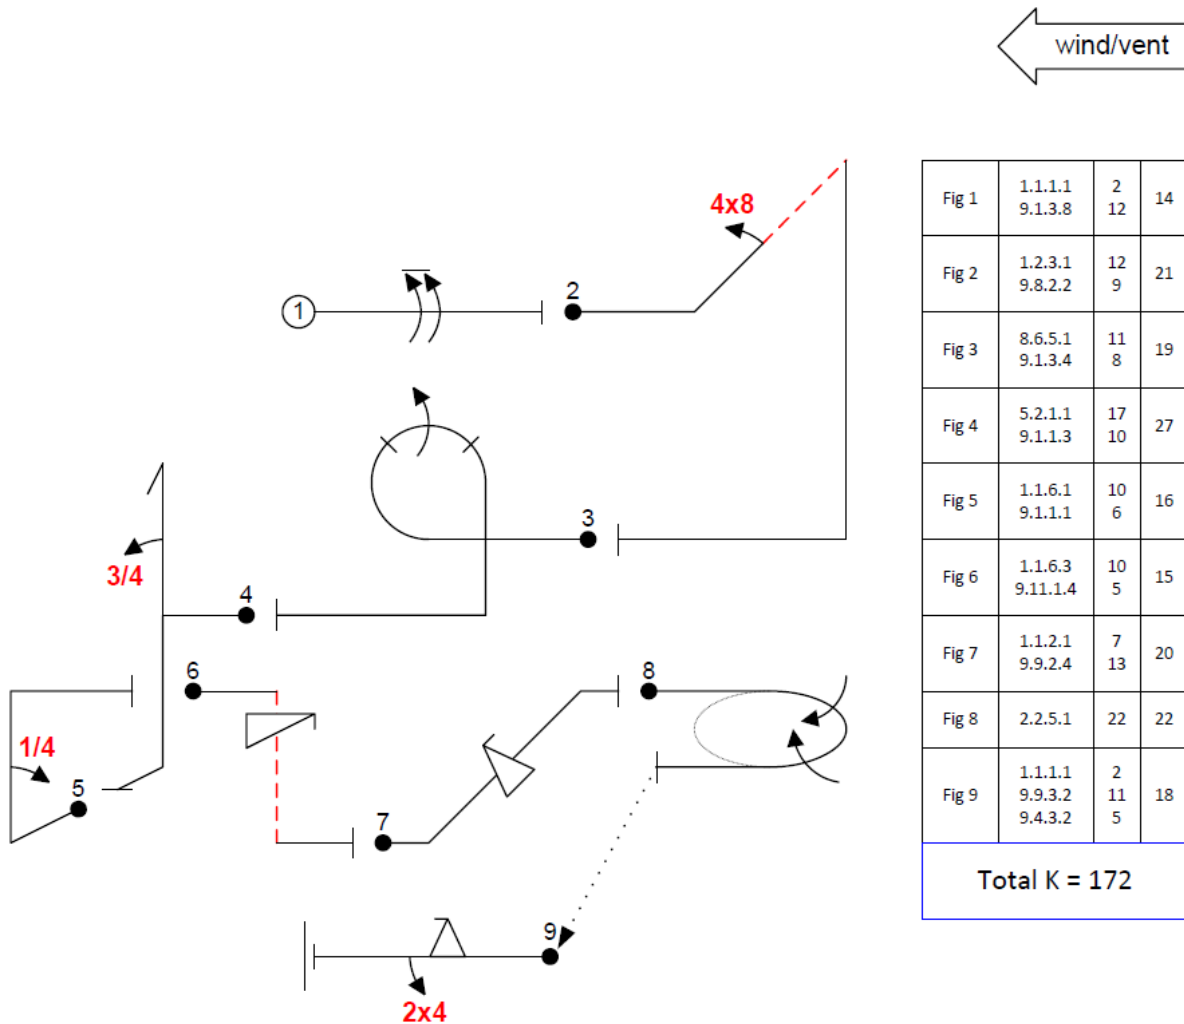 wind/vent
4x8
1
2
3
3/4
4
6
8
1/4
5
7
9
2x4
Fig 1 1.1.1.1 2 14
9.1.3.8 12
Fig 2 1.2.3.1 12 21
9.8.2.2 9
Fig 3 8.6.5.1 11 19
9.1.3.4 8
Fig 4 5.2.1.1 17 27
9.1.1.3 10
Fig 5 1.1.6.1 10 16
9.1.1.1 6
Fig 6 1.1.6.3 10 15
9.11.1.4 5
Fig 7 1.1.2.1 7 20
9.9.2.4 13
Fig 8 2.2.5.1 22 22
Fig 9 1.1.1.1 2 18
9.9.3.2 11
9.4.3.2 5
Total K = 172